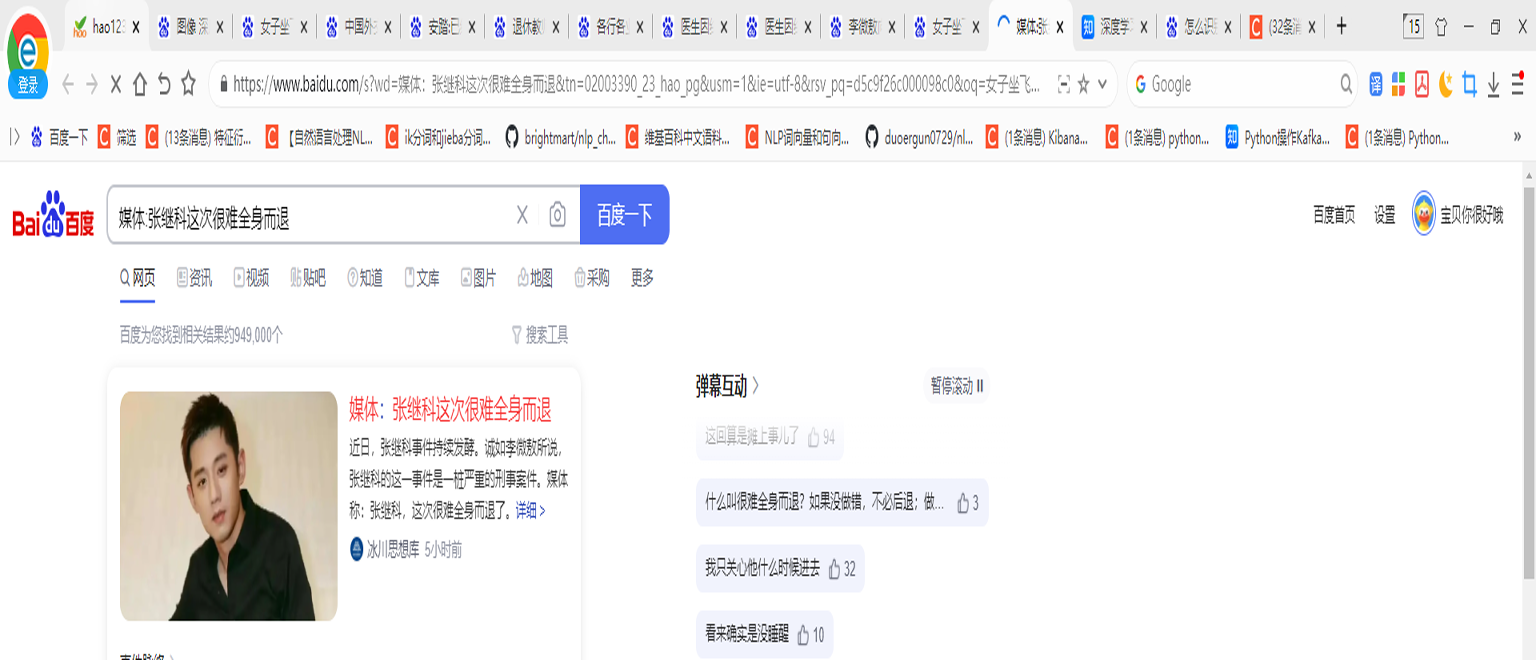 hao123
图像 深
女子坐飞
中国外
安踏:已
退休教
各行各业
医生因
医生因
李微敖
女子坐飞
媒体:张
深度学
怎么识
(32条消
15
登录
https://www.baidu.com/s?wd=媒体：张继科这次很难全身而退&tn=02003390_23_hao_pg&usm=1&ie=utf-8&rsv_pq=d5c9f26c000098c0&oq=女子坐飞...
Google
译
百度一下
筛选
(13条消息) 特征衍...
【自然语言处理NL...
ik分词和jieba分词...
brightmart/nlp_ch...
维基百科中文语料...
NLP词向量和句向...
duoergun0729/nl...
(1条消息) Kibana...
(1条消息) python...
知 Python操作Kafka...
(1条消息) Python...
Bai du 百度
媒体:张继科这次很难全身而退
百度一下
百度首页 设置 宝贝你很好哦
网页 资讯 视频 贴吧 知道 文库 图片 地图 采购 更多
百度为您找到相关结果约949,000个
搜索工具
媒体：张继科这次很难全身而退
近日，张继科事件持续发酵。诚如李微敖所说，
张继科的这一事件是一桩严重的刑事案件。媒体
称：张继科，这次很难全身而退了。详细 >
冰川思想库 5小时前
弹幕互动 >
暂停滚动
这回算是摊上事儿了 94
什么叫很难全身而退？如果没做错，不必后退；做... 3
我只关心他什么时候进去 32
看来确实是没睡醒 10